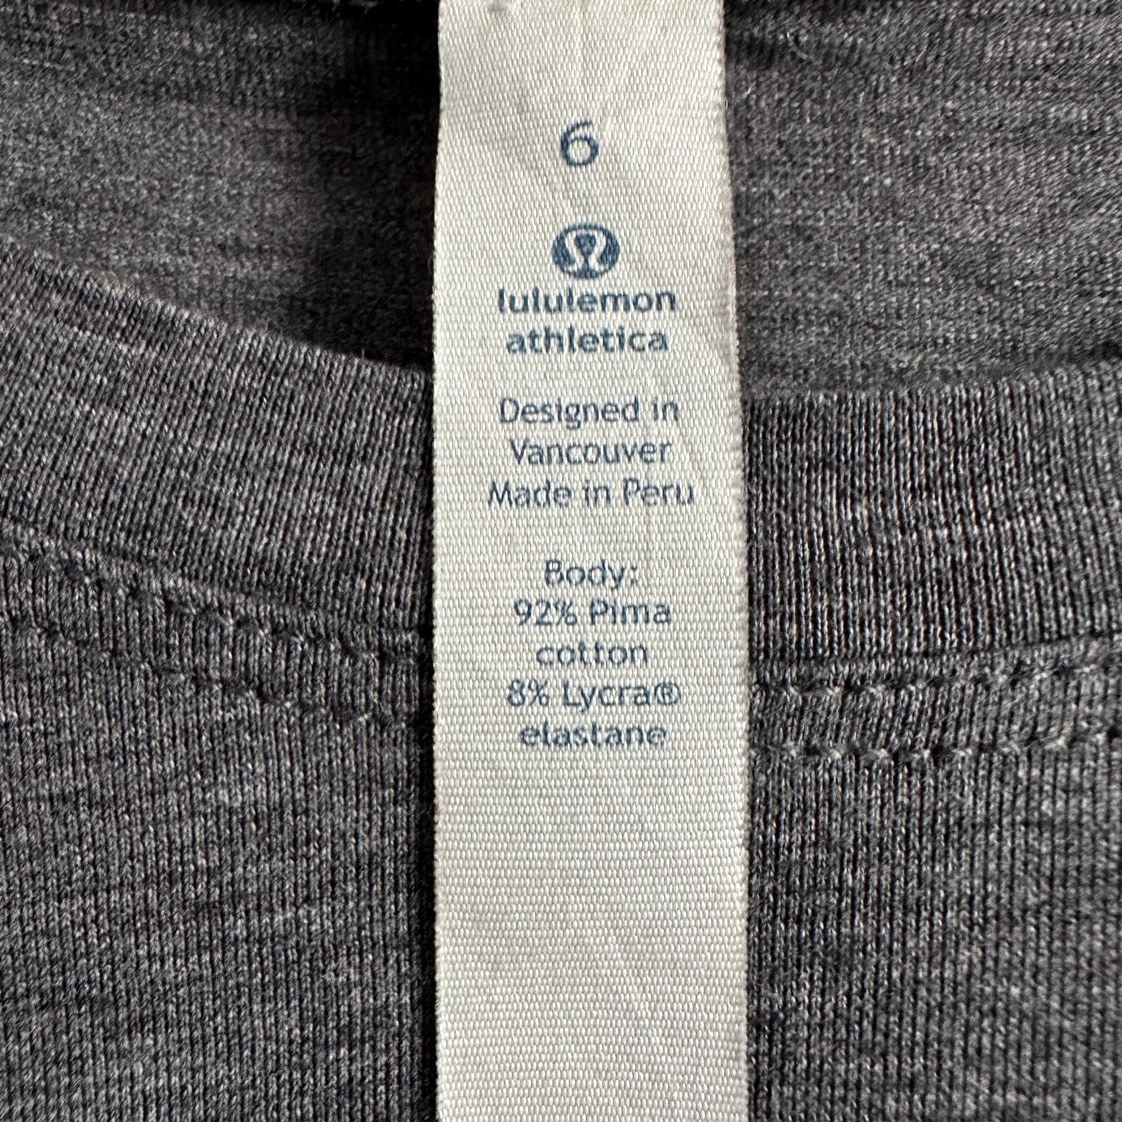 6
lululemon
athletica
Designed in
Vancouver
Made in Peru
Body:
92% Pima
cotton
8% Lycra®
elastane